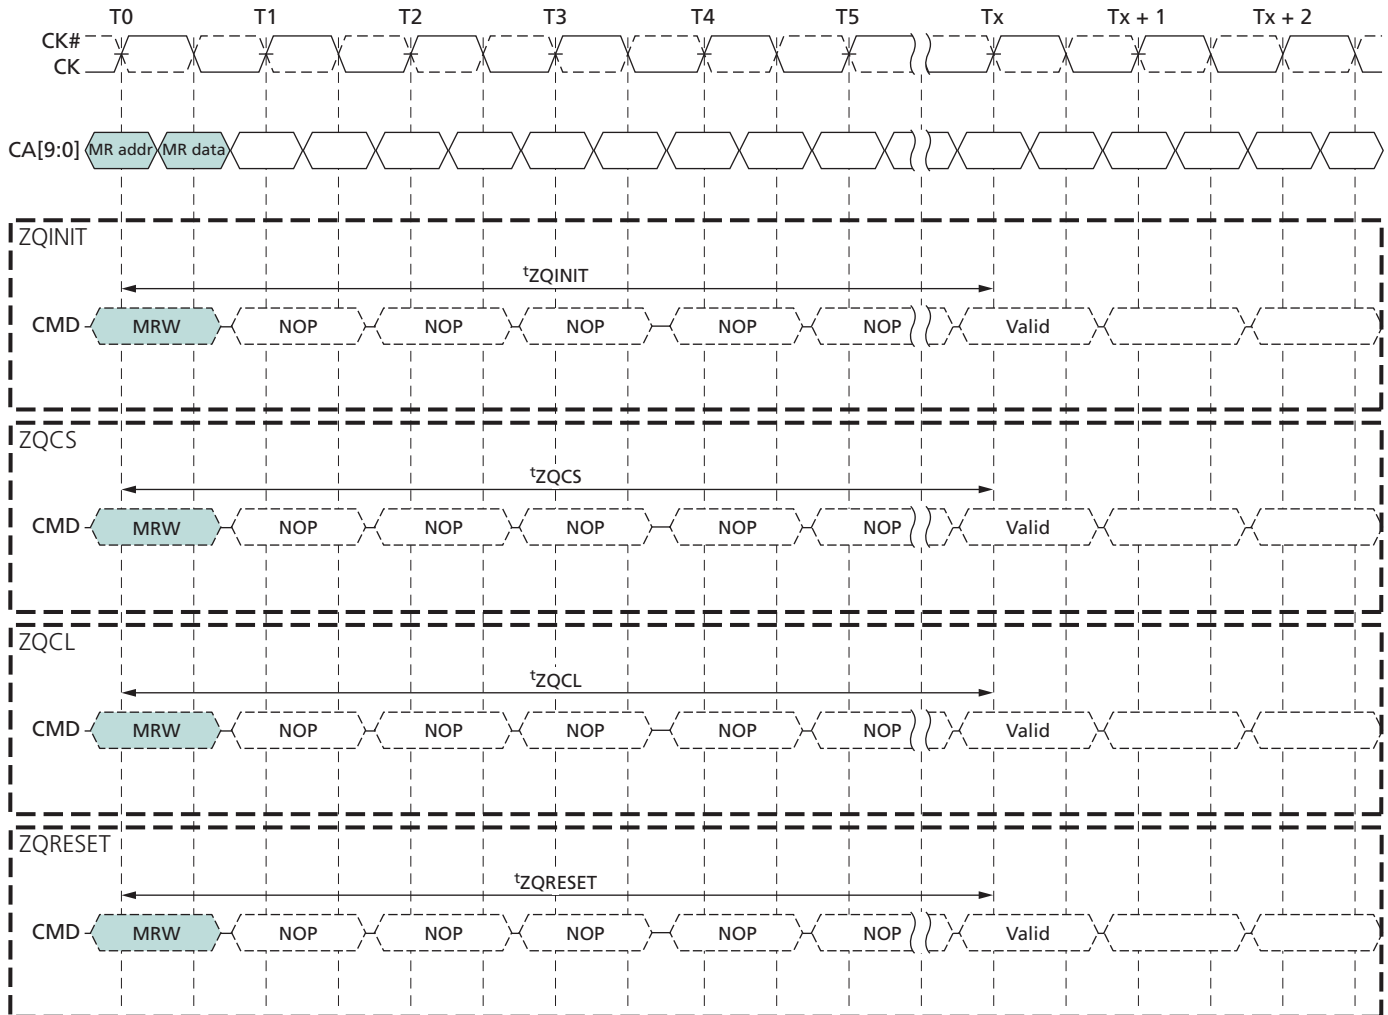 T0 T1 T2 T3 T4 T5 Tx Tx + 1 Tx + 2
CK#
CK
CA[9:0] MR addr MR data
ZQINIT
tZQINIT
CMD MRW NOP NOP NOP NOP NOP Valid
ZQCS
tZQCS
CMD MRW NOP NOP NOP NOP NOP Valid
ZQCL
tZQCL
CMD MRW NOP NOP NOP NOP NOP Valid
ZQRESET
tZQRESET
CMD MRW NOP NOP NOP NOP NOP Valid